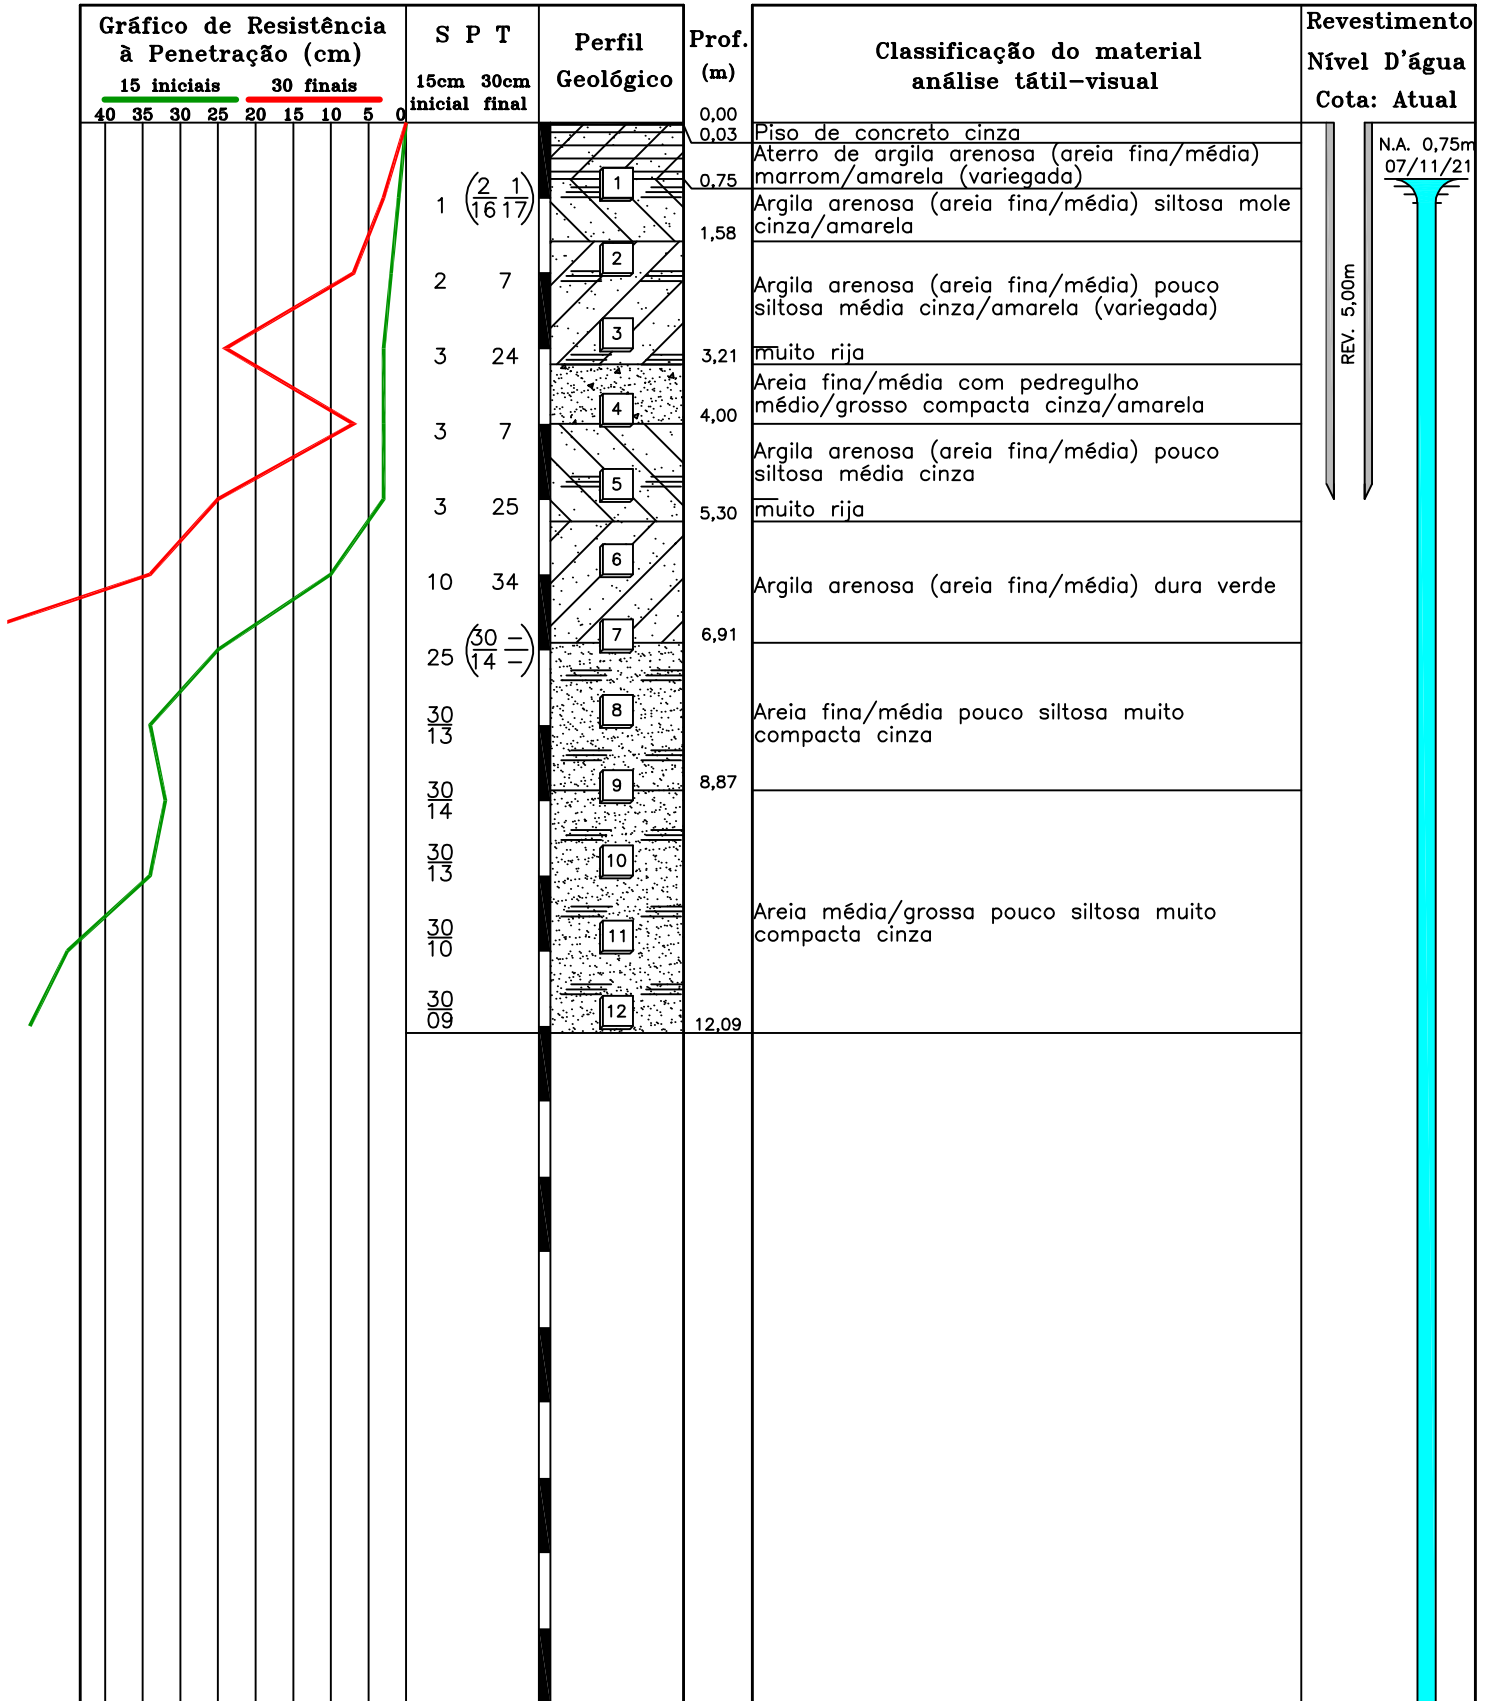 Gráfico de Resistência
à Penetração (cm)
15 iniciais 30 finais
40 35 30 25 20 15 10 5 0
S P T
15cm 30cm
inicial final
Perfil
Geológico
Prof.
(m)
Classificação do material
análise tátil-visual
Revestimento
Nível D'água
Cota: Atual
0,00
0,03 Piso de concreto cinza
Aterro de argila arenosa (areia fina/média)
0,75 marrom/amarela (variegada)
N.A. 0,75m
07/11/21
1 (2/16 1/17) 1
Argila arenosa (areia fina/média) siltosa mole
1,58 cinza/amarela
2 7 2
Argila arenosa (areia fina/média) pouco
siltosa média cinza/amarela (variegada)
REV. 5,00m
3 24 3 3,21 muito rija
Areia fina/média com pedregulho
4 4,00 médio/grosso compacta cinza/amarela
3 7
Argila arenosa (areia fina/média) pouco
siltosa média cinza
3 25 5 5,30 muito rija
10 34 6 Argila arenosa (areia fina/média) dura verde
25 (30/14 -/-) 7 6,91
30/13 8 Areia fina/média pouco siltosa muito
compacta cinza
30/14 9 8,87
30/13 10
30/10 11 Areia média/grossa pouco siltosa muito
compacta cinza
30/09 12 12,09